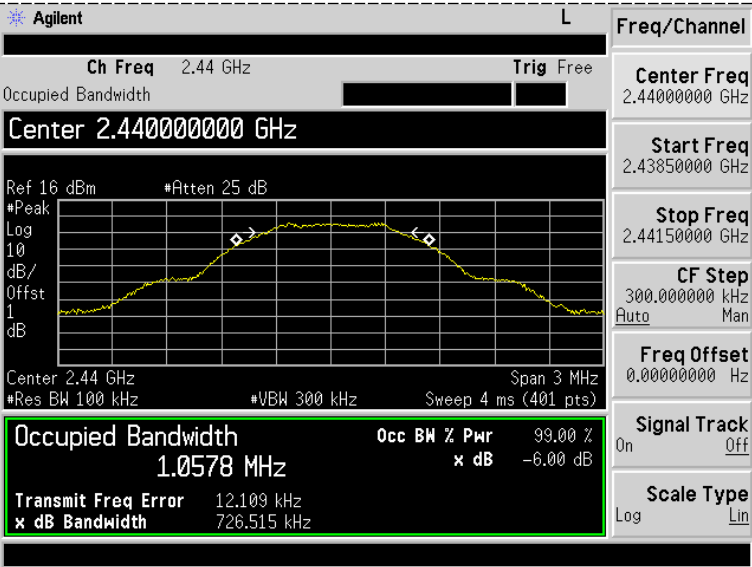 Agilent L
Ch Freq 2.44 GHz Trig Free
Occupied Bandwidth
Center 2.440000000 GHz
Ref 16 dBm #Atten 25 dB
#Peak
Log
10
dB/
Offst
1
dB
Center 2.44 GHz Span 3 MHz
#Res BW 100 kHz #VBW 300 kHz Sweep 4 ms (401 pts)
Occupied Bandwidth Occ BW % Pwr 99.00 %
1.0578 MHz x dB -6.00 dB
Transmit Freq Error 12.109 kHz
x dB Bandwidth 726.515 kHz
Freq/Channel
Center Freq
2.44000000 GHz
Start Freq
2.43850000 GHz
Stop Freq
2.44150000 GHz
CF Step
300.000000 kHz
Auto Man
Freq Offset
0.00000000 Hz
Signal Track
On Off
Scale Type
Log Lin